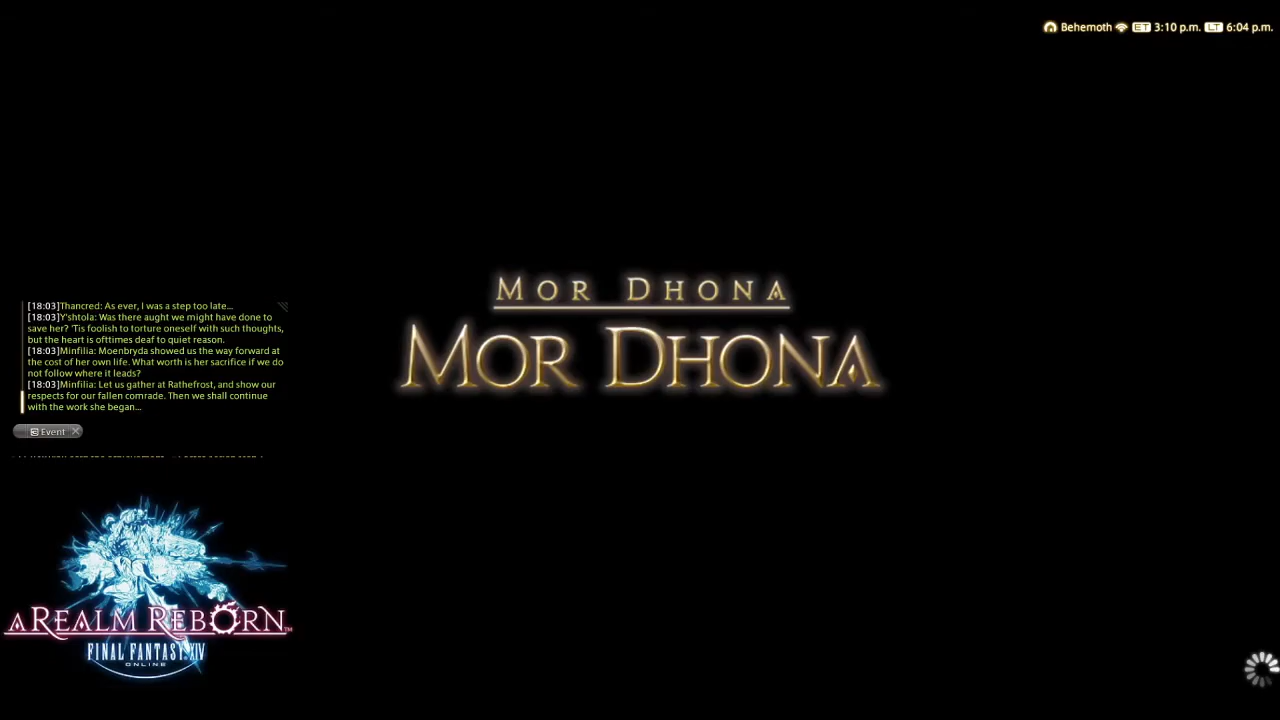 Behemoth ET 3:10 p.m. LT 6:04 p.m.
MOR DHONA
MOR DHONA
[18:03]Thancred: As ever, I was a step too late...
[18:03]Y'shtola: Was there aught we might have done to
save her? 'Tis foolish to torture oneself with such thoughts,
but the heart is ofttimes deaf to quiet reason.
[18:03]Minfilia: Moenbryda showed us the way forward at
the cost of her own life. What worth is her sacrifice if we do
not follow where it leads?
[18:03]Minfilia: Let us gather at Rathefrost, and show our
respects for our fallen comrade. Then we shall continue
with the work she began...
Event
A REALM REBORN™
FINAL FANTASY XIV
ONLINE